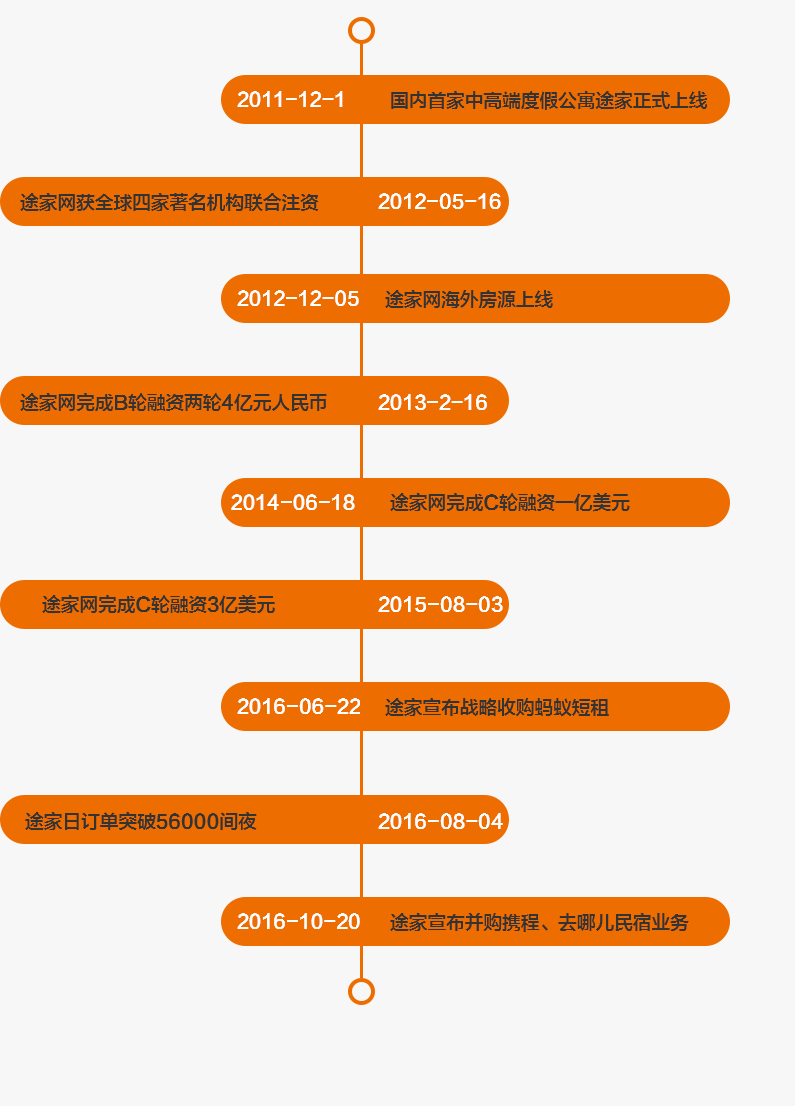 2011-12-1 国内首家中高端度假公寓途家正式上线
途家网获全球四家著名机构联合注资 2012-05-16
2012-12-05 途家网海外房源上线
途家网完成B轮融资两轮4亿元人民币 2013-2-16
2014-06-18 途家网完成C轮融资一亿美元
途家网完成C轮融资3亿美元 2015-08-03
2016-06-22 途家宣布战略收购蚂蚁短租
途家日订单突破56000间夜 2016-08-04
2016-10-20 途家宣布并购携程、去哪儿民宿业务